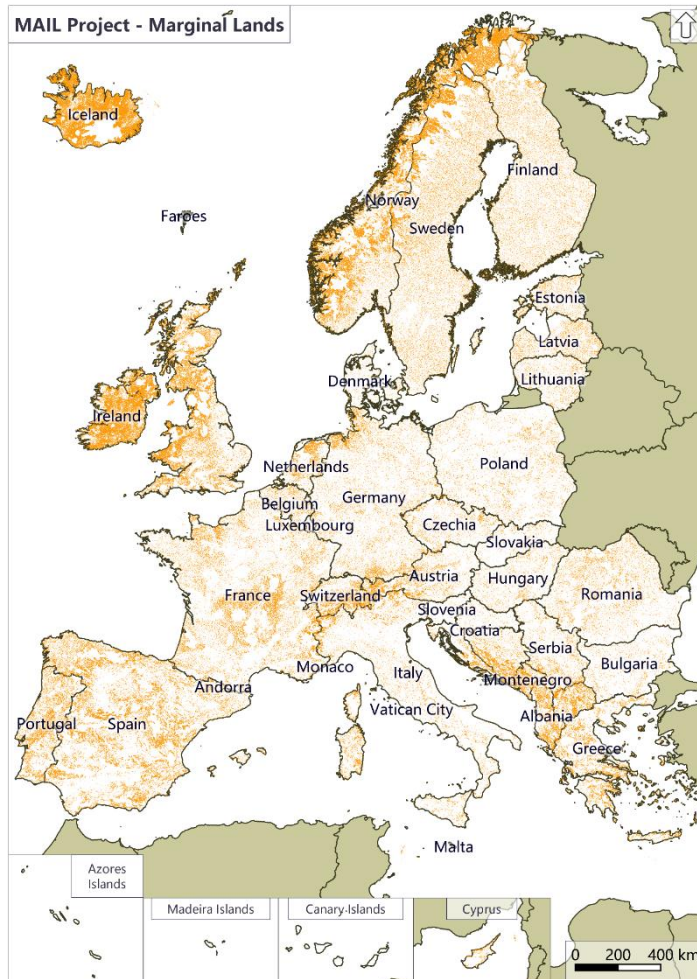 MAIL Project - Marginal Lands
Iceland
Finland
Faroes
Norway
Sweden
Estonia
Latvia
Denmark
Lithuania
Ireland
Netherlands
Poland
Germany
Belgium
Luxembourg
Czechia
Slovakia
Austria
Hungary
France
Switzerland
Romania
Slovenia
Croatia
Serbia
Bulgaria
Monaco
Italy
Montenegro
Andorra
Vatican City
Albania
Portugal
Spain
Greece
Malta
Azores
Islands
Madeira Islands
Canary Islands
Cyprus
0 200 400 km